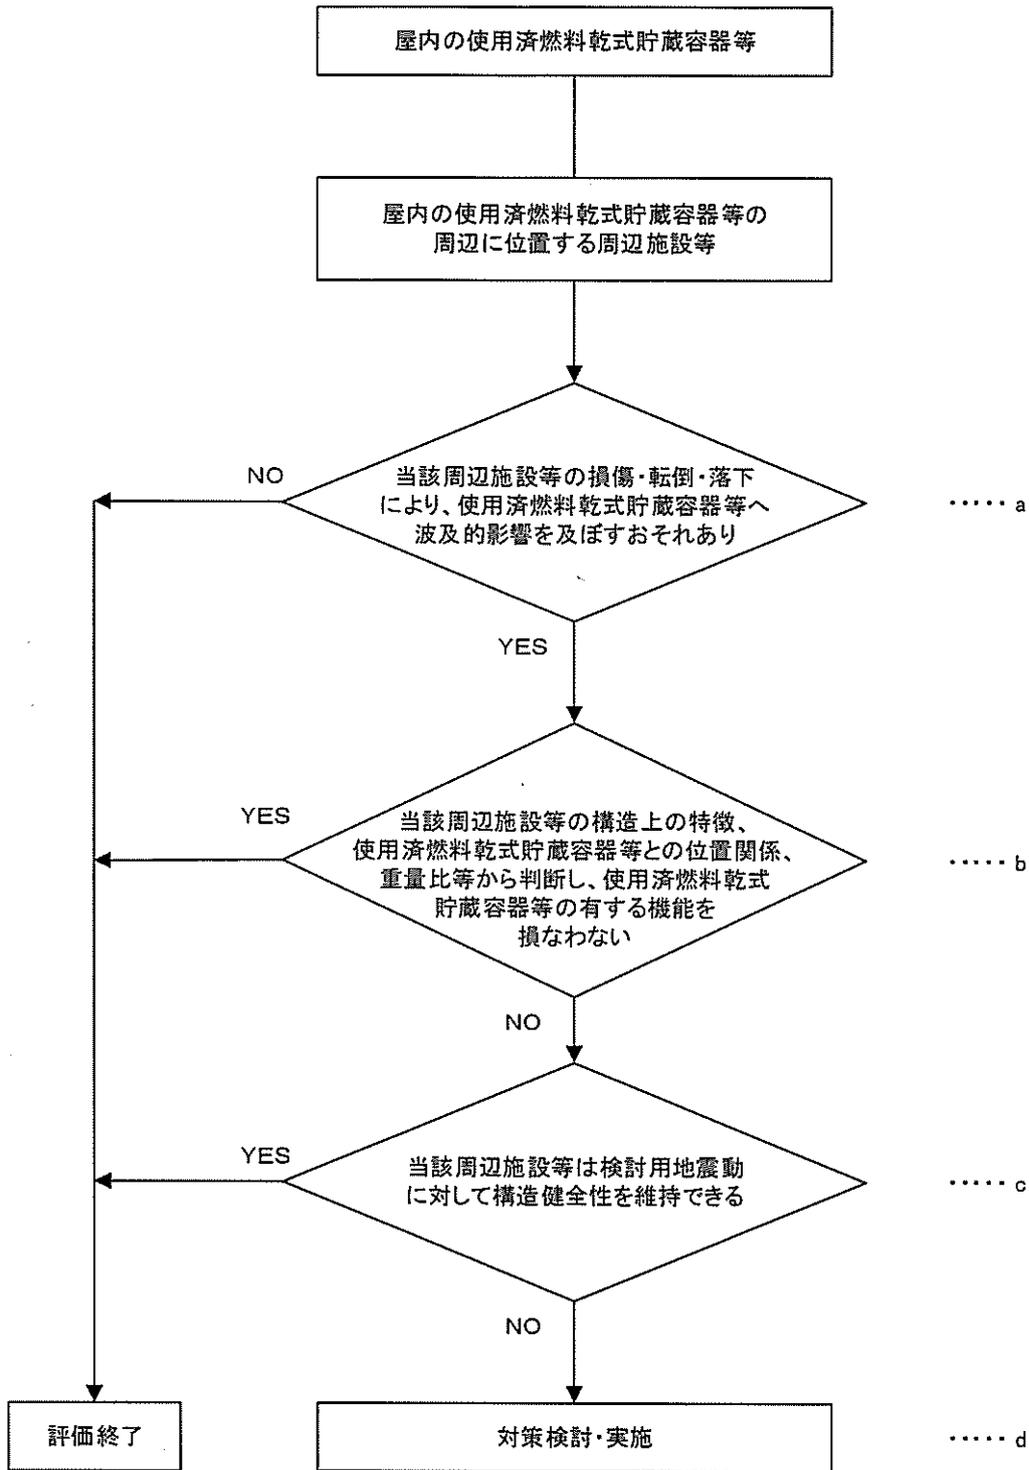 屋内の使用済燃料乾式貯蔵容器等
屋内の使用済燃料乾式貯蔵容器等の
周辺に位置する周辺施設等
NO
当該周辺施設等の損傷・転倒・落下
により、使用済燃料乾式貯蔵容器等へ
波及的影響を及ぼすおそれあり
‥‥‥a
YES
YES
当該周辺施設等の構造上の特徴、
使用済燃料乾式貯蔵容器等との位置関係、
重量比等から判断し、使用済燃料乾式
貯蔵容器等の有する機能を
損なわない
‥‥‥b
NO
YES
当該周辺施設等は検討用地震動
に対して構造健全性を維持できる
‥‥‥c
NO
評価終了
対策検討・実施
‥‥‥d